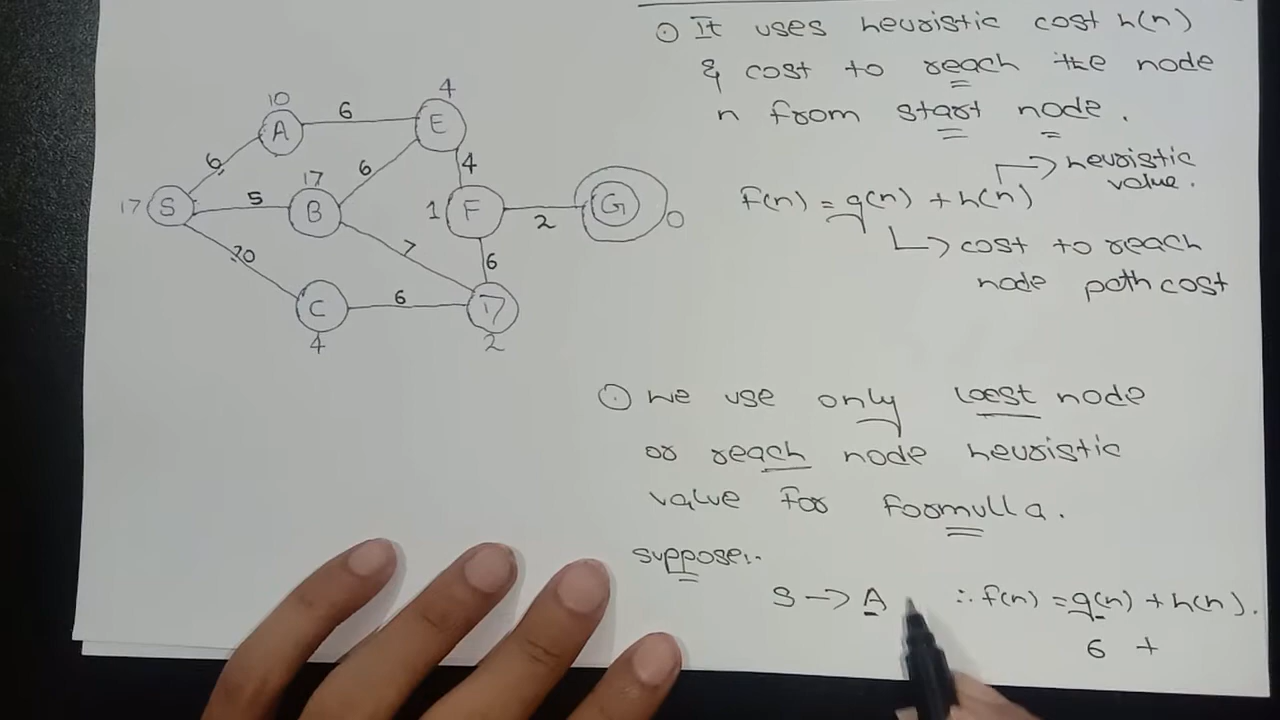 ⊙ It uses heuristic cost h(n)
& cost to reach the node
n from start node.
heuristic
value.
f(n) = g(n) + h(n)
cost to reach
node path cost
10
4
A
6
E
6
6
4
17
17
S
5
B
1
F
2
G
0
10
7
6
C
6
D
4
2
⊙ we use only last node
or reach node heuristic
value for formulla.
suppose:-
S → A ∴ f(n) = g(n) + h(n).
6 +